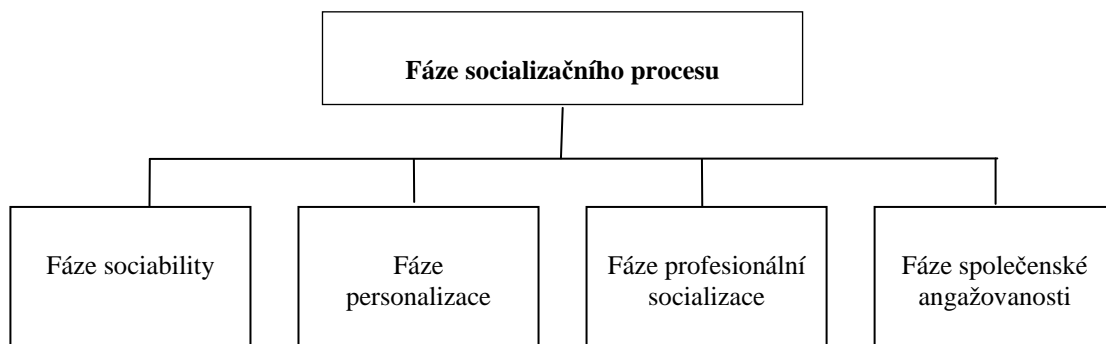 Fáze socializačního procesu
Fáze sociability
Fáze
personalizace
Fáze profesionální
socializace
Fáze společenské
angažovanosti